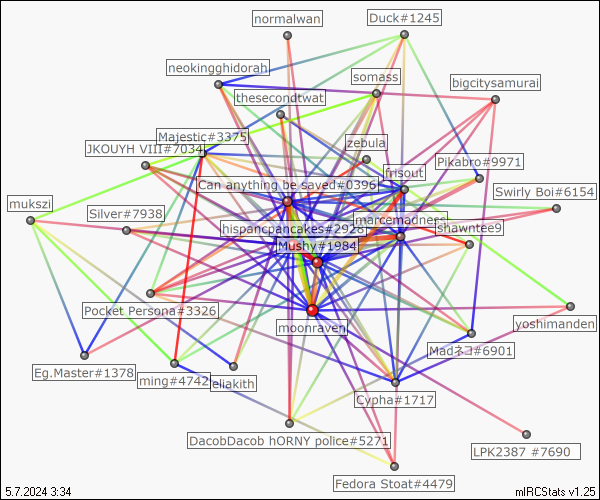 normalwan
Duck#1245
neokingghidorah
somass
bigcitysamurai
thesecondtwat
Majestic#3375
zebula
JKOUYH VIII#7034
Pikabro#9971
frisout
Can anything be saved#0396
Swirly Boi#6154
mukszi
Silver#7938
marcemadness
hispancpancakes#2928
shawntee9
Mushy#1984
Pocket Persona#3326
moonraven
yoshimanden
Madネコ#6901
Eg.Master#1378
ming#4742
eliakith
Cypha#1717
DacobDacob hORNY police#5271
LPK2387 #7690
Fedora Stoat#4479
5.7.2024 3:34
mIRCStats v1.25